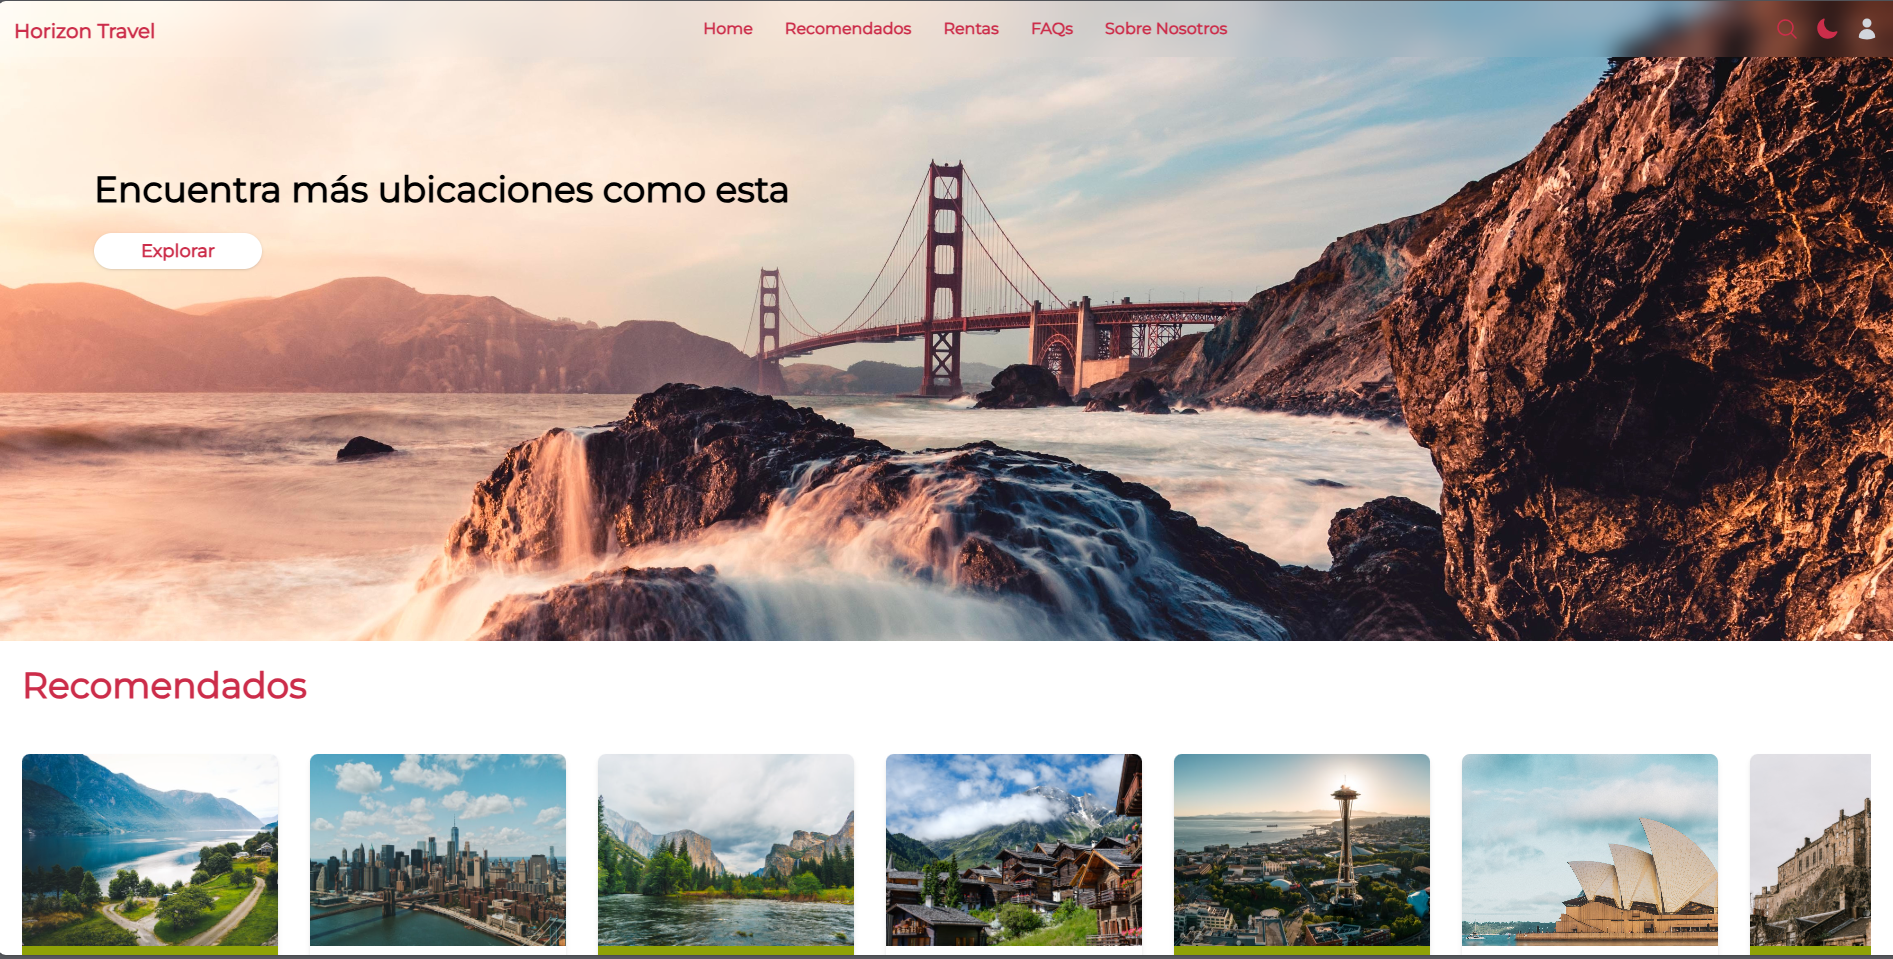 Horizon Travel
Home
Recomendados
Rentas
FAQs
Sobre Nosotros
Encuentra más ubicaciones como esta
Explorar
Recomendados